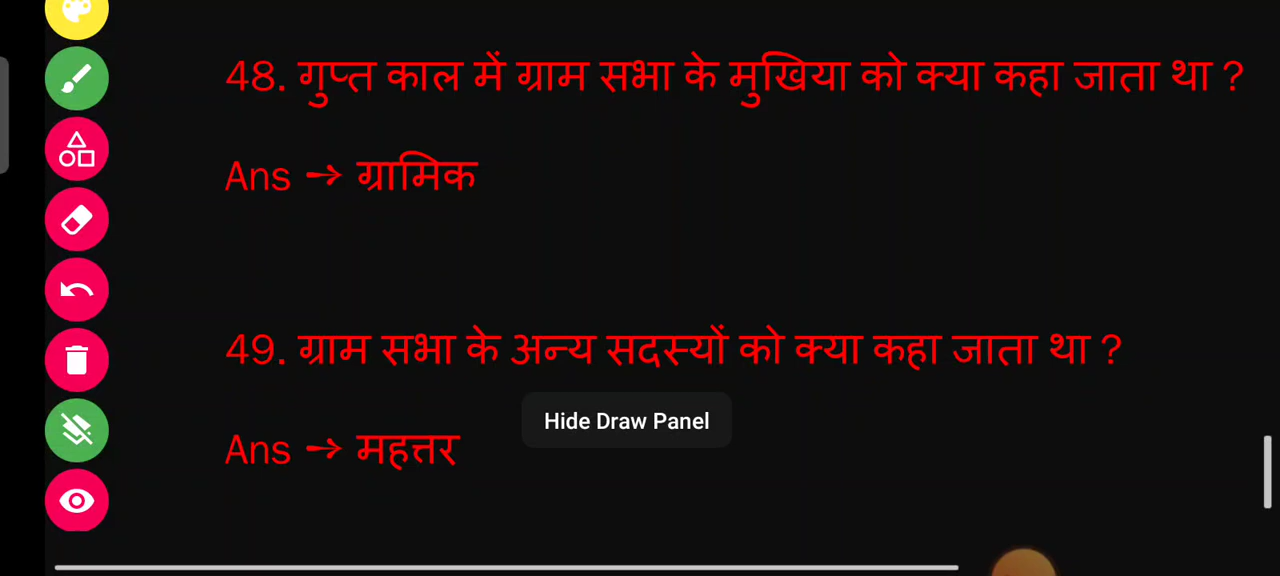 48. गुप्त काल में ग्राम सभा के मुखिया को क्या कहा जाता था ?
Ans → ग्रामिक
49. ग्राम सभा के अन्य सदस्यों को क्या कहा जाता था ?
Hide Draw Panel
Ans → महत्तर